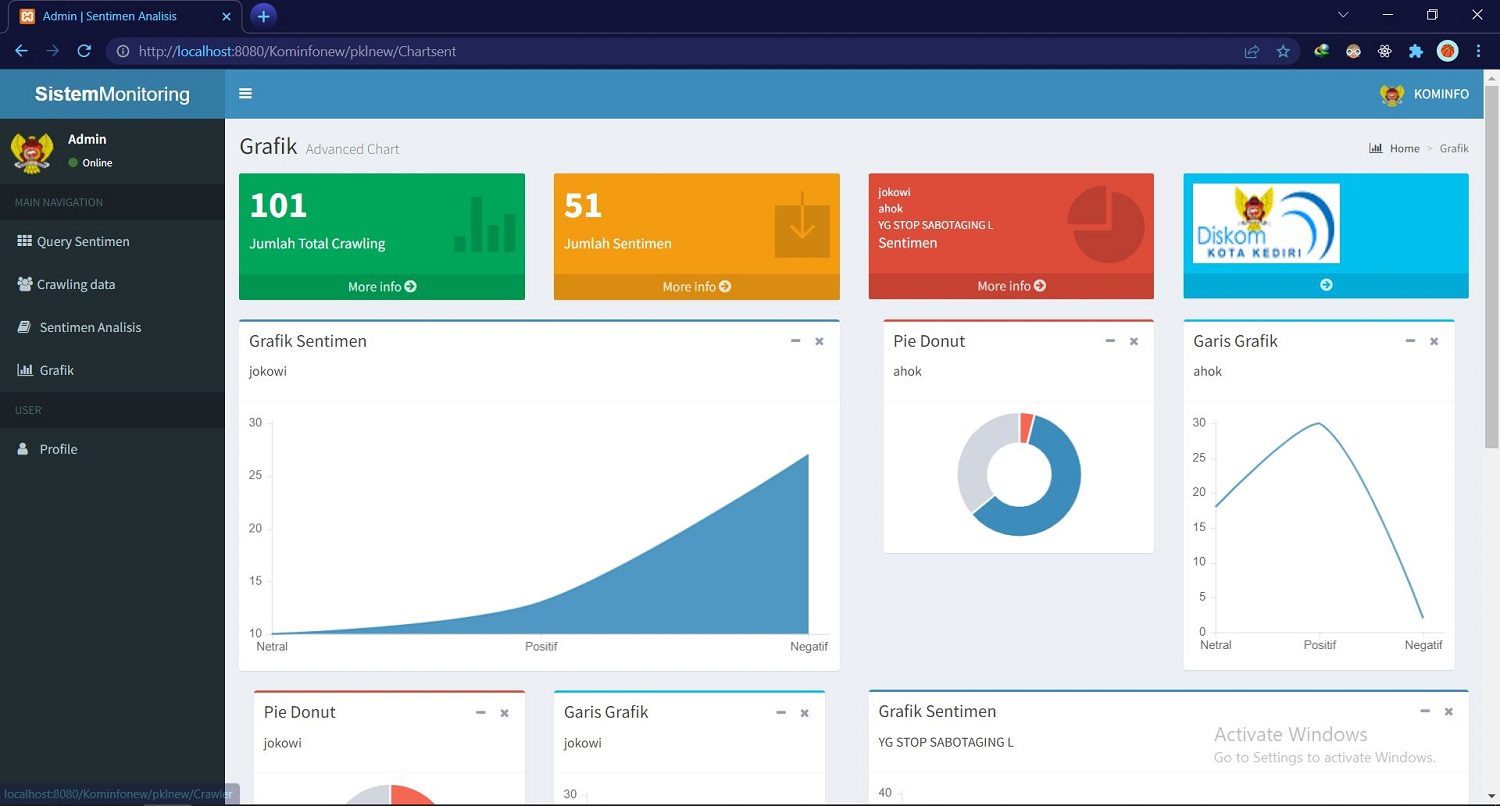 Admin | Sentimen Analisis
http://localhost:8080/Kominfonew/pklnew/Chartsent
SistemMonitoring
KOMINFO
Admin
Online
MAIN NAVIGATION
Query Sentimen
Crawling data
Sentimen Analisis
Grafik
USER
Profile
Grafik Advanced Chart
Home > Grafik
101
Jumlah Total Crawling
More info
51
Jumlah Sentimen
More info
jokowi
ahok
YG STOP SABOTAGING L
Sentimen
More info
Diskom
KOTA KEDIRI
Grafik Sentimen
jokowi
30
25
20
15
10
Netral Positif Negatif
Pie Donut
ahok
Garis Grafik
ahok
30
25
20
15
10
5
0
Netral Positif Negatif
Pie Donut
jokowi
Garis Grafik
jokowi
30
Grafik Sentimen
YG STOP SABOTAGING L
40
Activate Windows
Go to Settings to activate Windows.
localhost:8080/Kominfonew/pklnew/Crawler